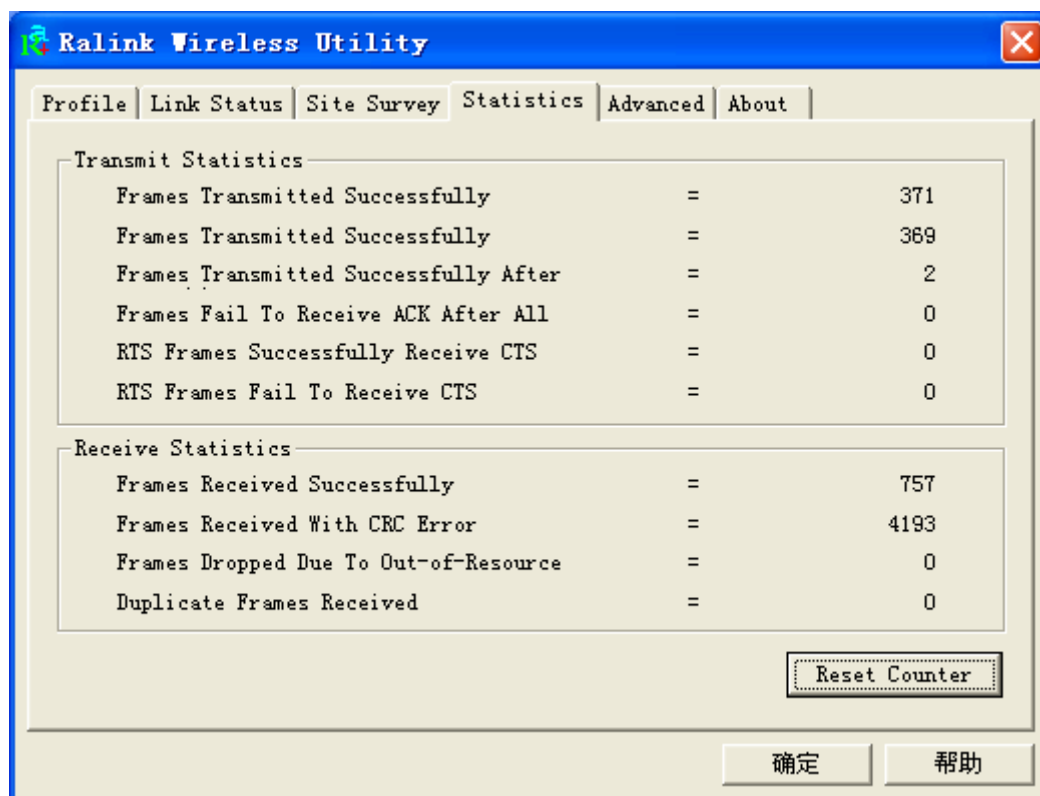 Ralink Wireless Utility
Profile Link Status Site Survey Statistics Advanced About
Transmit Statistics
Frames Transmitted Successfully = 371
Frames Transmitted Successfully = 369
Frames Transmitted Successfully After = 2
Frames Fail To Receive ACK After All = 0
RTS Frames Successfully Receive CTS = 0
RTS Frames Fail To Receive CTS = 0
Receive Statistics
Frames Received Successfully = 757
Frames Received With CRC Error = 4193
Frames Dropped Due To Out-of-Resource = 0
Duplicate Frames Received = 0
Reset Counter
确定 帮助